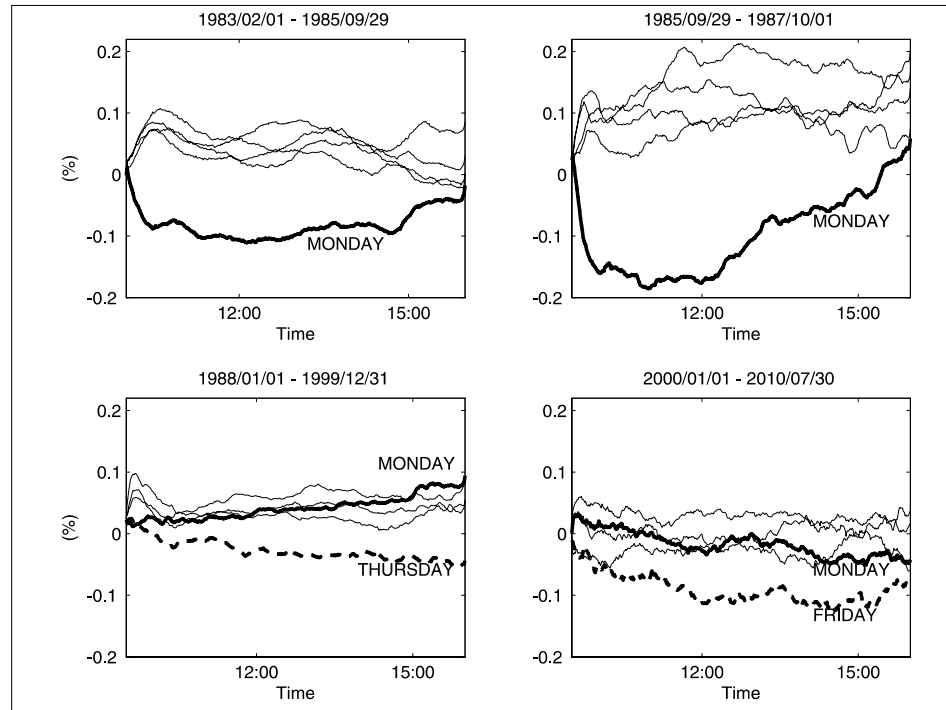 1983/02/01 - 1985/09/29
0.2
0.1
0
-0.1
-0.2
(%)
MONDAY
12:00
15:00
Time
1985/09/29 - 1987/10/01
0.2
0.1
0
-0.1
-0.2
MONDAY
12:00
15:00
Time
1988/01/01 - 1999/12/31
0.2
0.1
0
-0.1
-0.2
(%)
MONDAY
THURSDAY
12:00
15:00
Time
2000/01/01 - 2010/07/30
0.2
0.1
0
-0.1
-0.2
MONDAY
FRIDAY
12:00
15:00
Time